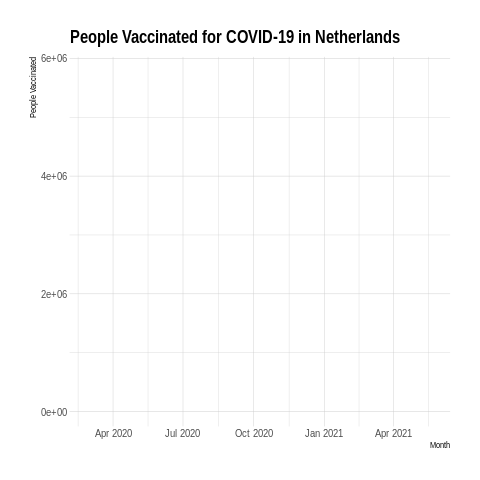 People Vaccinated for COVID-19 in Netherlands
People Vaccinated
6e+06
4e+06
2e+06
0e+00
Apr 2020 Jul 2020 Oct 2020 Jan 2021 Apr 2021
Month